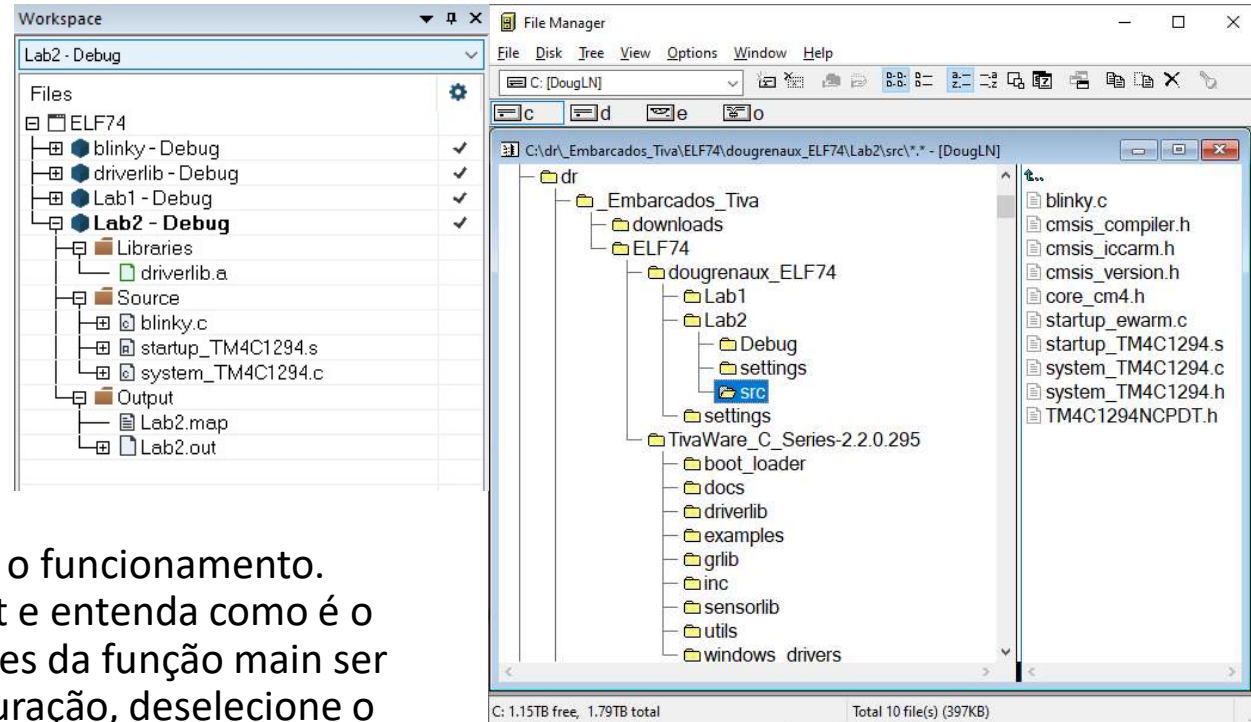 Workspace
Lab2 - Debug
Files
ELF74
blinky - Debug
driverlib - Debug
Lab1 - Debug
Lab2 - Debug
Libraries
driverlib.a
Source
blinky.c
startup_TM4C1294.s
system_TM4C1294.c
Output
Lab2.map
Lab2.out
File Manager
File Disk Tree View Options Window Help
C: [DougLN]
c d e o
C:\dr\_Embarcados_Tiva\ELF74\dougrenaux_ELF74\Lab2\src\*.* - [DougLN]
dr
_Embarcados_Tiva
downloads
ELF74
dougrenaux_ELF74
Lab1
Lab2
Debug
settings
src
settings
TivaWare_C_Series-2.2.0.295
boot_loader
docs
driverlib
examples
grlib
inc
sensorlib
utils
windows_drivers
blinky.c
cmsis_compiler.h
cmsis_iccarm.h
cmsis_version.h
core_cm4.h
startup_ewarm.c
startup_TM4C1294.s
system_TM4C1294.c
system_TM4C1294.h
TM4C1294NCPDT.h
C: 1.15TB free, 1.79TB total
Total 10 file(s) (397KB)
o funcionamento.
t e entenda como é o
es da função main ser
uração, deselecione o